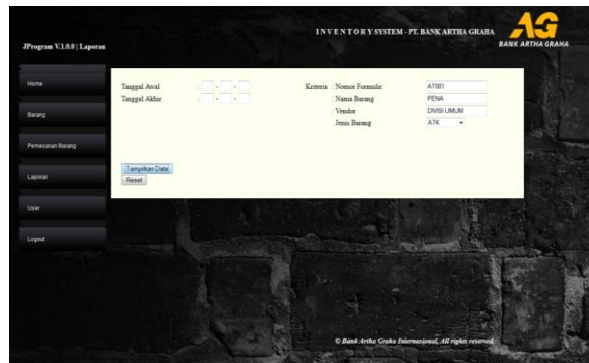 INVENTORY SYSTEM - PT. BANK ARTHA GRAHA
AG
BANK ARTHA GRAHA
JProgram V.1.0.0 | Laporan
Home
Barang
Pemesanan Barang
Laporan
User
Logout
Tanggal Awal : - -
Tanggal Akhir : - -
Kriteria : Nomor Formulir AT001
: Nama Barang PENA
: Vendor DIVISI UMUM
Jenis Barang ATK
Tampilkan Data
Reset
© Bank Artha Graha Internasional, All rights reserved.